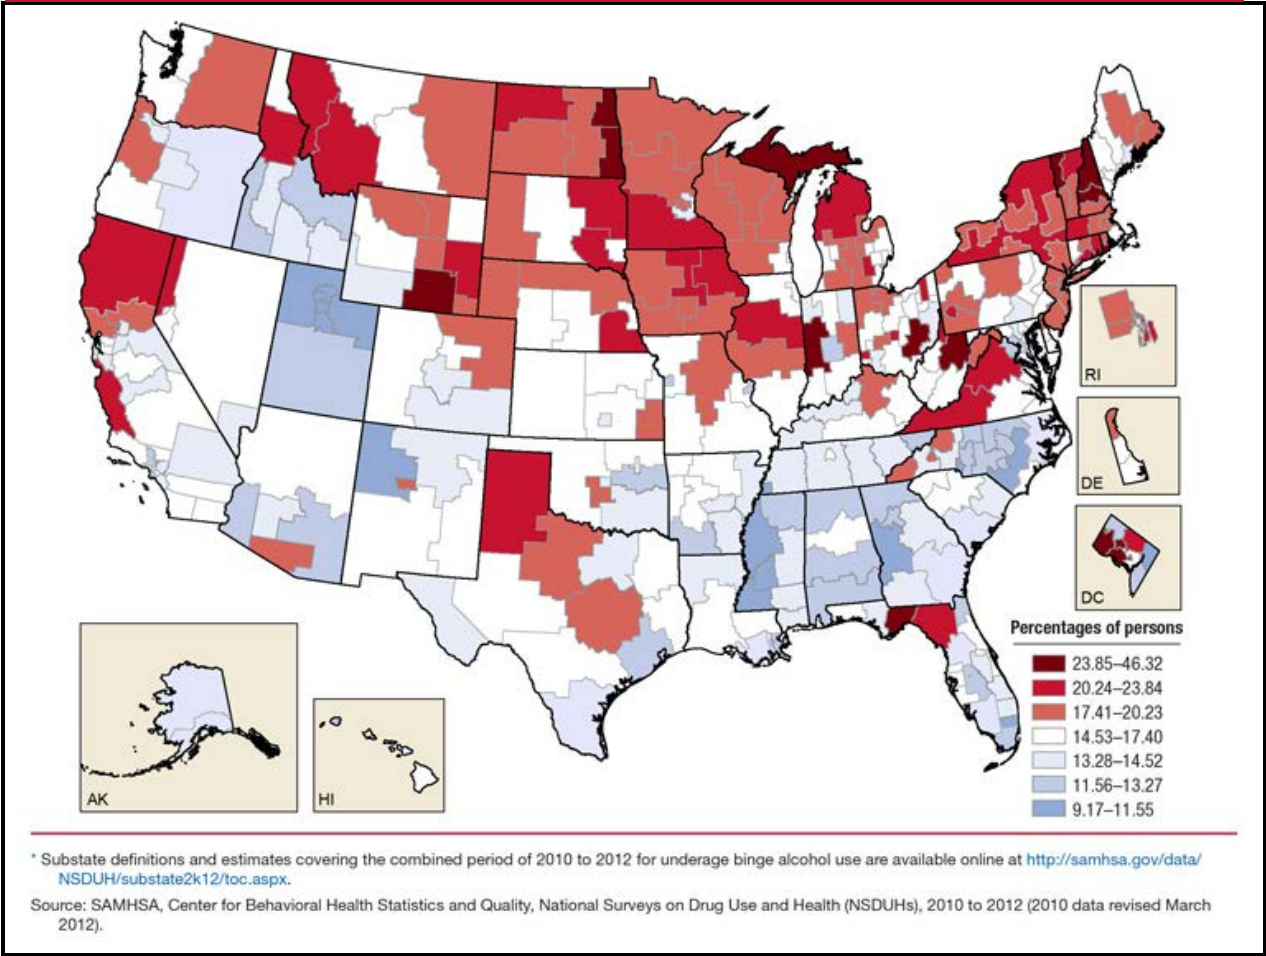 RI
DE
DC
AK
HI
Percentages of persons
23.85–46.32
20.24–23.84
17.41–20.23
14.53–17.40
13.28–14.52
11.56–13.27
9.17–11.55
* Substate definitions and estimates covering the combined period of 2010 to 2012 for underage binge alcohol use are available online at http://samhsa.gov/data/
NSDUH/substate2k12/toc.aspx.
Source: SAMHSA, Center for Behavioral Health Statistics and Quality, National Surveys on Drug Use and Health (NSDUHs), 2010 to 2012 (2010 data revised March
2012).